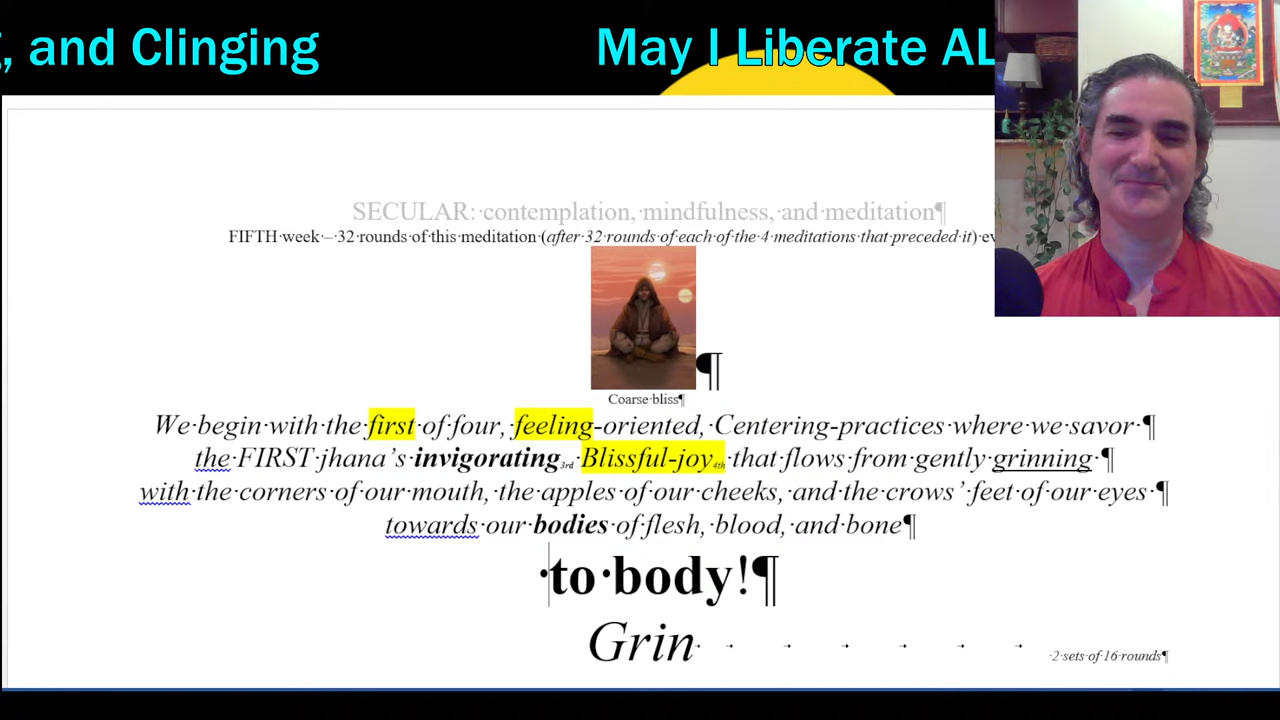 , and Clinging May I Liberate AL
SECULAR: contemplation, mindfulness, and meditation¶
FIFTH week – 32 rounds of this meditation (after 32 rounds of each of the 4 meditations that preceded it) ev
¶
Coarse bliss¶
We begin with the first of four, feeling-oriented, Centering-practices where we savor ¶
the FIRST jhana’s invigorating3rd Blissful-joy4th that flows from gently grinning ¶
with the corners of our mouth, the apples of our cheeks, and the crows’ feet of our eyes ¶
towards our bodies of flesh, blood, and bone¶
to body!¶
Grin → → → → → → 2 sets of 16 rounds¶